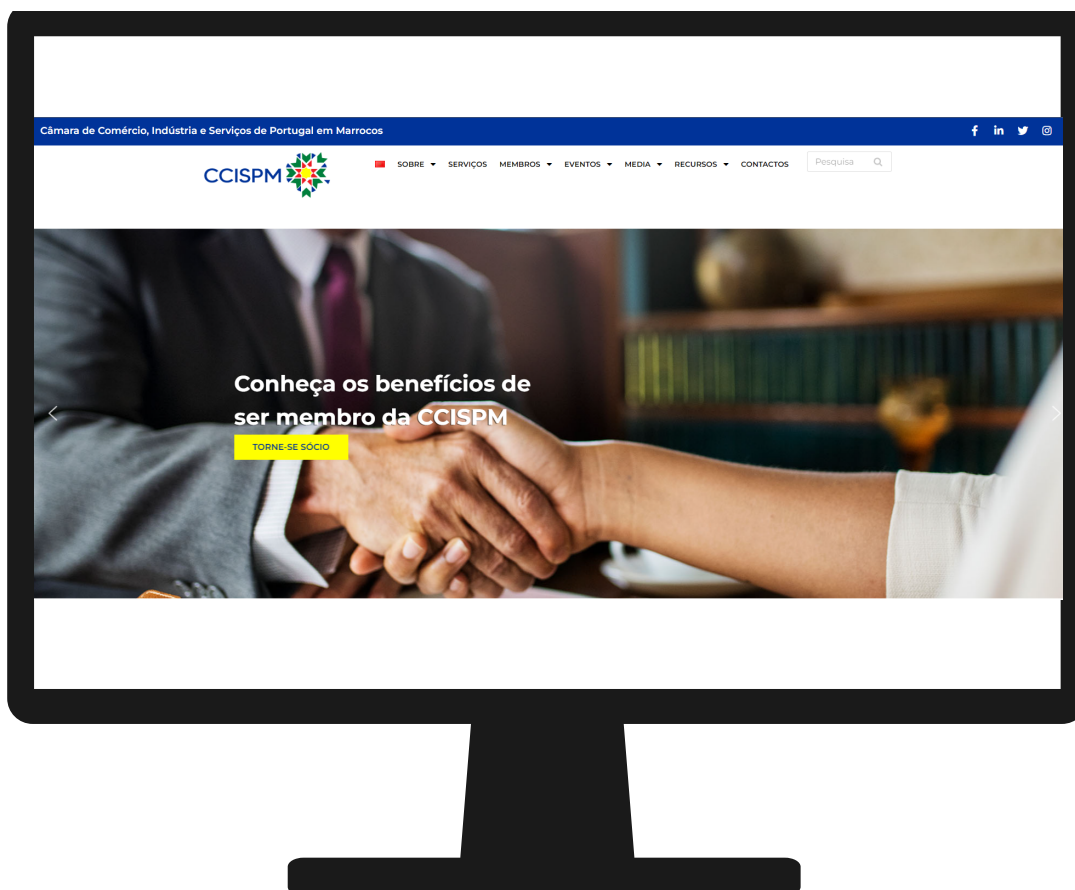 Câmara de Comércio, Indústria e Serviços de Portugal em Marrocos
CCISPM
SOBRE SERVIÇOS MEMBROS EVENTOS MEDIA RECURSOS CONTACTOS Pesquisa
Conheça os benefícios de
ser membro da CCISPM
TORNE-SE SÓCIO